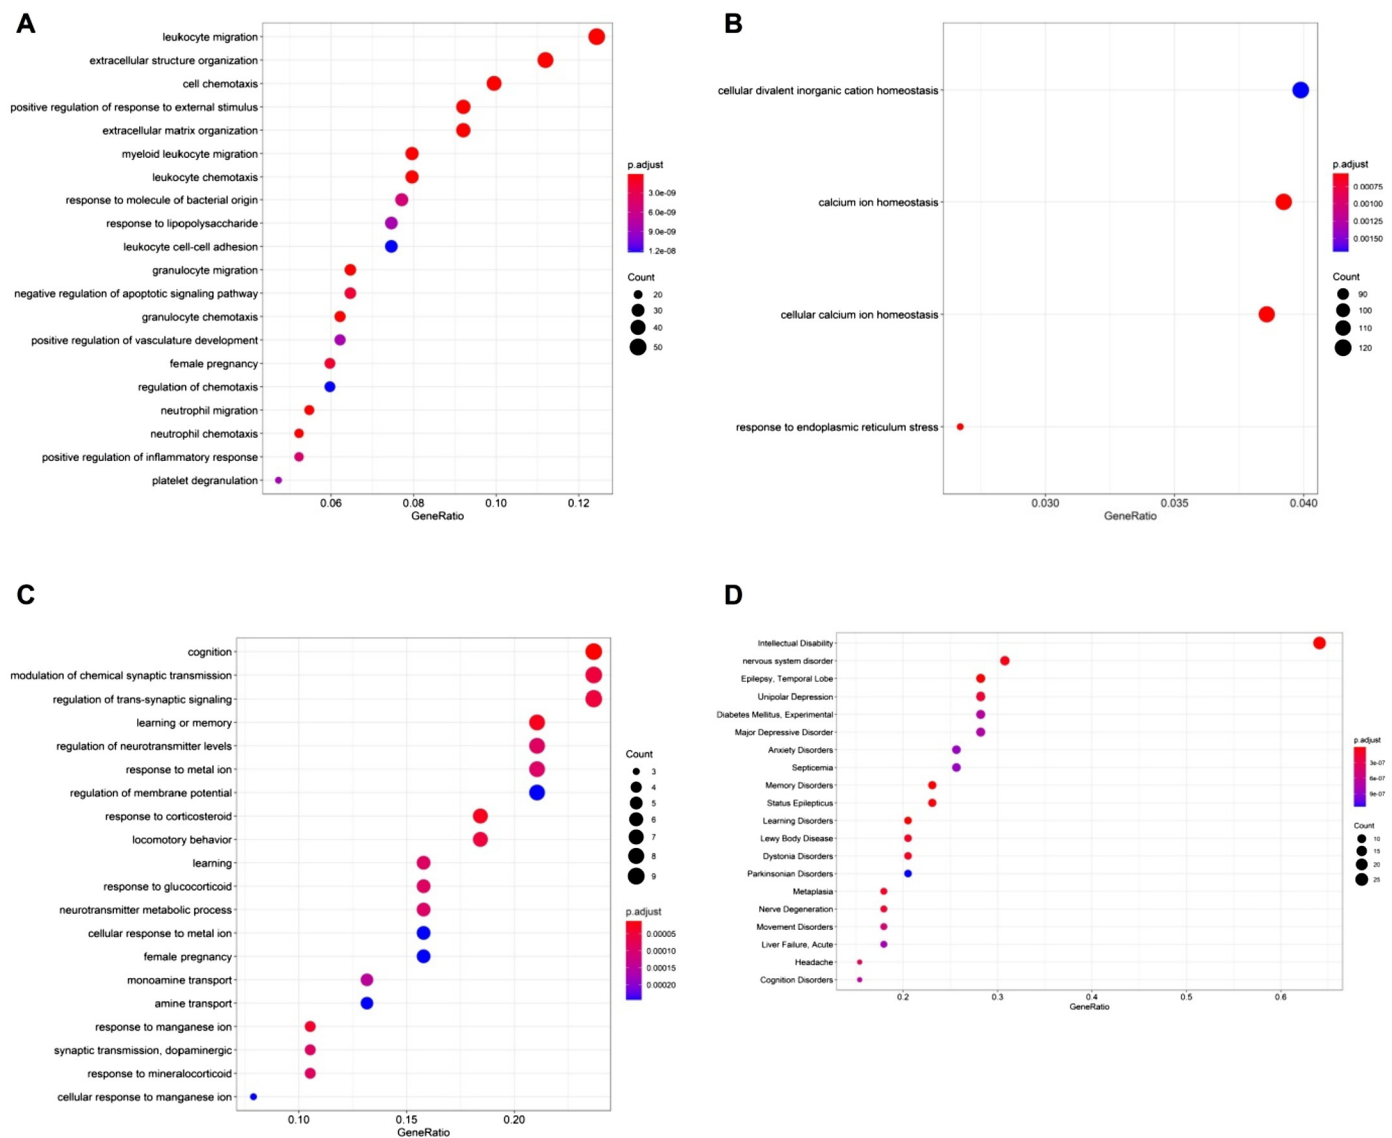 A
leukocyte migration
extracellular structure organization
cell chemotaxis
positive regulation of response to external stimulus
extracellular matrix organization
myeloid leukocyte migration
leukocyte chemotaxis
response to molecule of bacterial origin
response to lipopolysaccharide
leukocyte cell-cell adhesion
granulocyte migration
negative regulation of apoptotic signaling pathway
granulocyte chemotaxis
positive regulation of vasculature development
female pregnancy
regulation of chemotaxis
neutrophil migration
neutrophil chemotaxis
positive regulation of inflammatory response
platelet degranulation
0.06 0.08 0.10 0.12
GeneRatio
p.adjust
3.0e-09
6.0e-09
9.0e-09
1.2e-08
Count
20
30
40
50
B
cellular divalent inorganic cation homeostasis
calcium ion homeostasis
cellular calcium ion homeostasis
response to endoplasmic reticulum stress
0.030 0.035 0.040
GeneRatio
p.adjust
0.00075
0.00100
0.00125
0.00150
Count
90
100
110
120
C
cognition
modulation of chemical synaptic transmission
regulation of trans-synaptic signaling
learning or memory
regulation of neurotransmitter levels
response to metal ion
regulation of membrane potential
response to corticosteroid
locomotory behavior
learning
response to glucocorticoid
neurotransmitter metabolic process
cellular response to metal ion
female pregnancy
monoamine transport
amine transport
response to manganese ion
synaptic transmission, dopaminergic
response to mineralocorticoid
cellular response to manganese ion
0.10 0.15 0.20
GeneRatio
Count
3
4
5
6
7
8
9
p.adjust
0.00005
0.00010
0.00015
0.00020
D
Intellectual Disability
nervous system disorder
Epilepsy, Temporal Lobe
Unipolar Depression
Diabetes Mellitus, Experimental
Major Depressive Disorder
Anxiety Disorders
Septicemia
Memory Disorders
Status Epilepticus
Learning Disorders
Lewy Body Disease
Dystonia Disorders
Parkinsonian Disorders
Metaplasia
Nerve Degeneration
Movement Disorders
Liver Failure, Acute
Headache
Cognition Disorders
0.2 0.3 0.4 0.5 0.6
GeneRatio
p.adjust
3e-07
6e-07
9e-07
Count
10
15
20
25